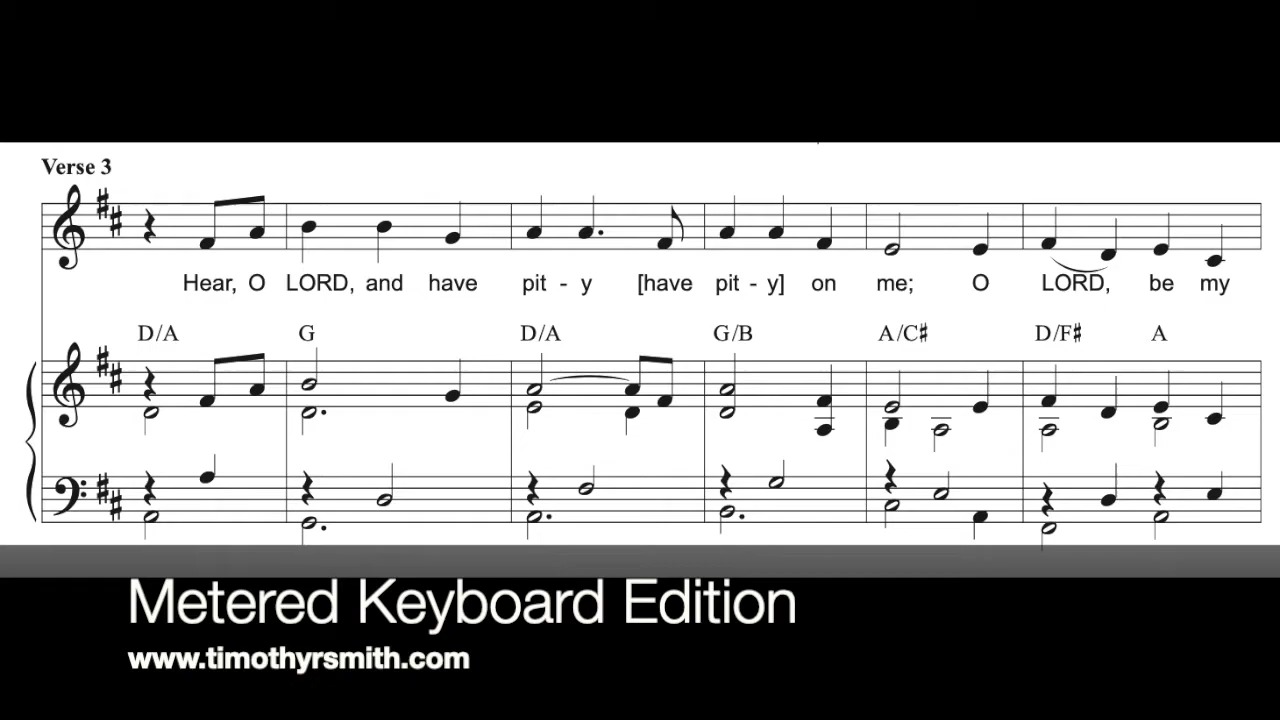 Verse 3
Hear, O LORD, and have pit - y [have pit - y] on me; O LORD, be my
D/A G D/A G/B A/C♯ D/F♯ A
Metered Keyboard Edition
www.timothyrsmith.com